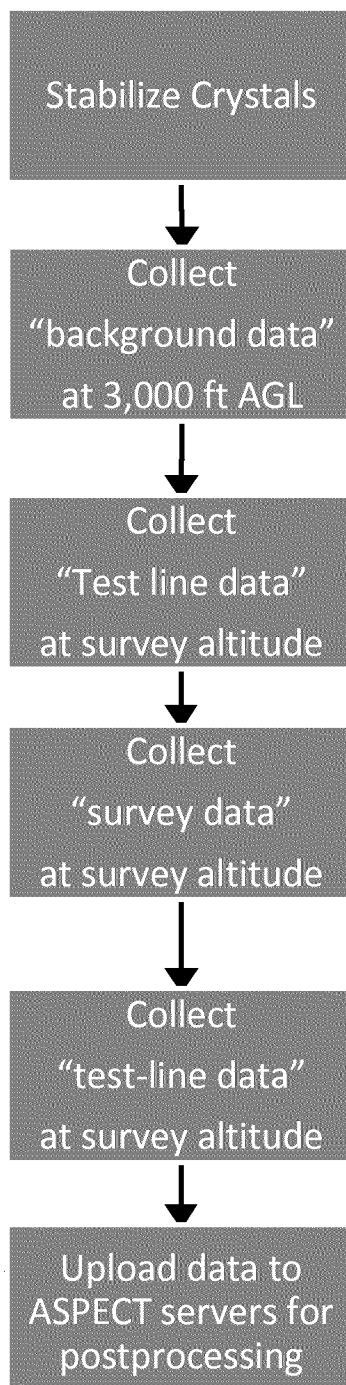 Stabilize Crystals
Collect
“background data”
at 3,000 ft AGL
Collect
“Test line data”
at survey altitude
Collect
“survey data”
at survey altitude
Collect
“test-line data”
at survey altitude
Upload data to
ASPECT servers for
postprocessing